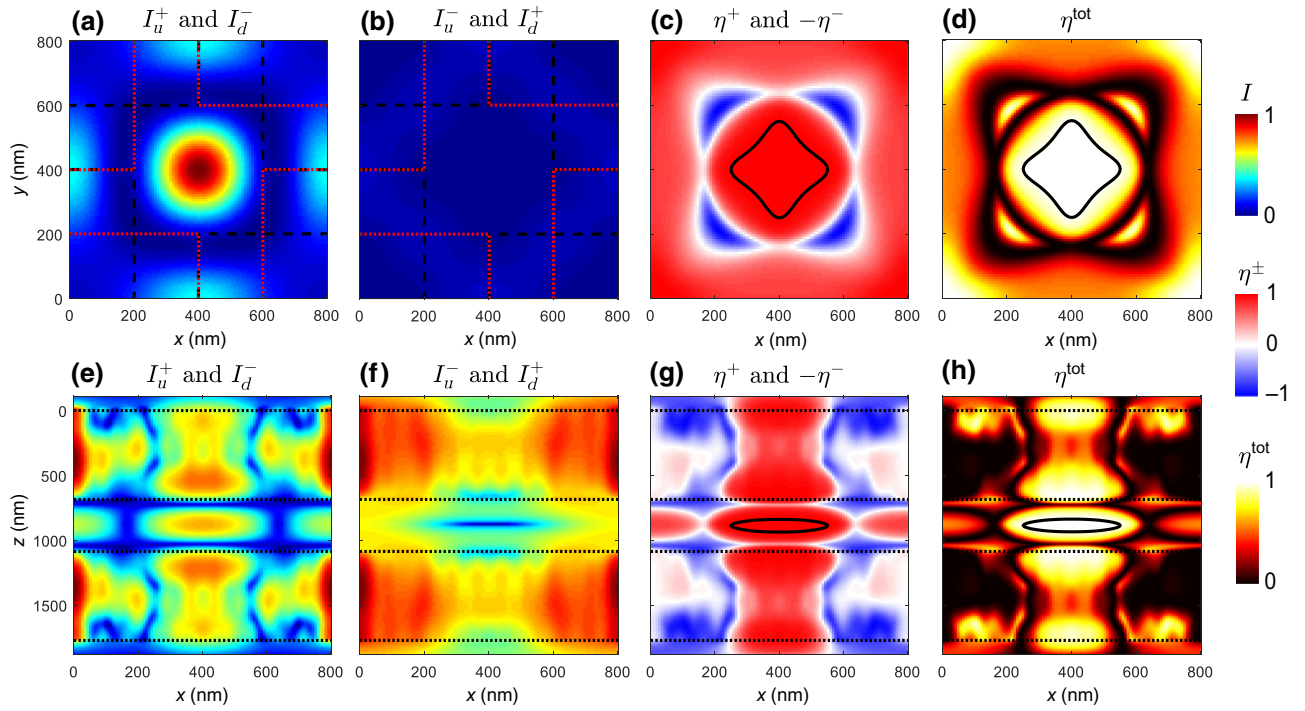 (a) I_u^+ and I_d^-
(b) I_u^- and I_d^+
(c) η^+ and −η^-
(d) η^tot
800
600
400
200
0
y (nm)
0 200 400 600 800
x (nm)
0 200 400 600 800
x (nm)
0 200 400 600 800
x (nm)
0 200 400 600 800
x (nm)
I
1
0
η^±
1
0
−1
η^tot
1
0
(e) I_u^+ and I_d^-
(f) I_u^- and I_d^+
(g) η^+ and −η^-
(h) η^tot
0
500
1000
1500
z (nm)
0 200 400 600 800
x (nm)
0 200 400 600 800
x (nm)
0 200 400 600 800
x (nm)
0 200 400 600 800
x (nm)